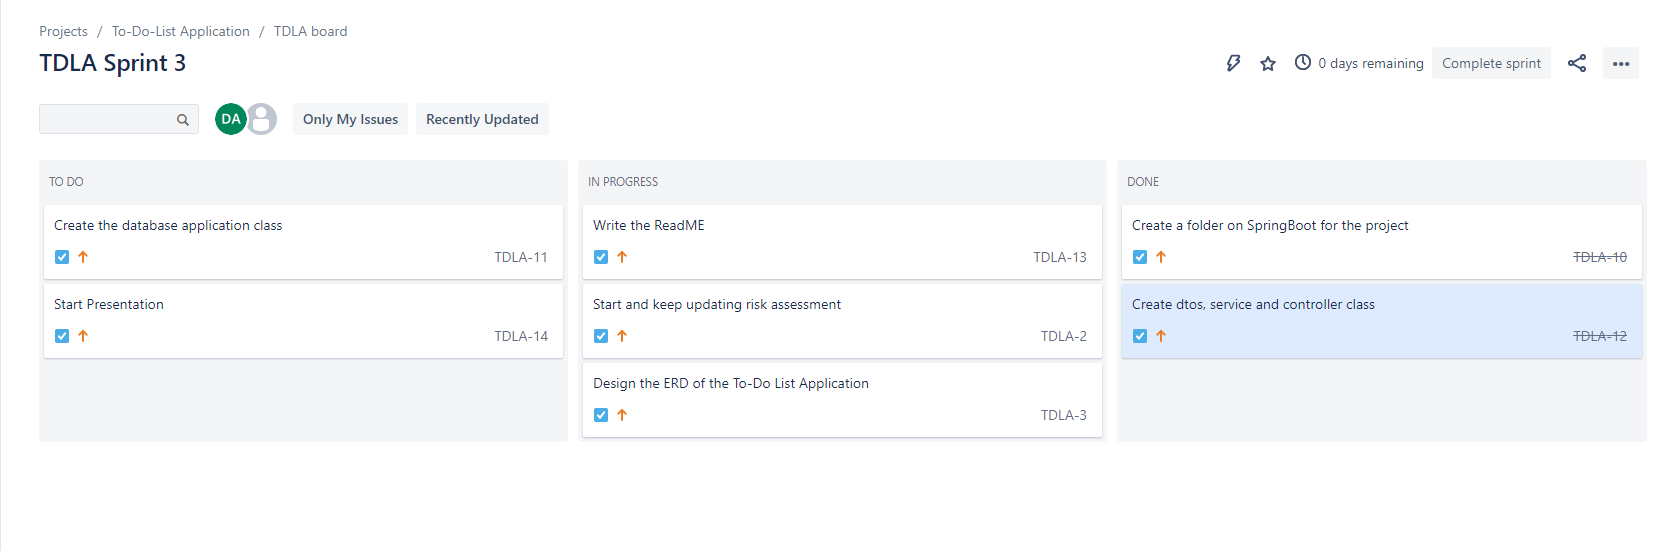 Projects / To-Do-List Application / TDLA board
TDLA Sprint 3
0 days remaining
Complete sprint
DA
Only My Issues
Recently Updated
TO DO
Create the database application class
TDLA-11
Start Presentation
TDLA-14
IN PROGRESS
Write the ReadME
TDLA-13
Start and keep updating risk assessment
TDLA-2
Design the ERD of the To-Do List Application
TDLA-3
DONE
Create a folder on SpringBoot for the project
TDLA-10
Create dtos, service and controller class
TDLA-12